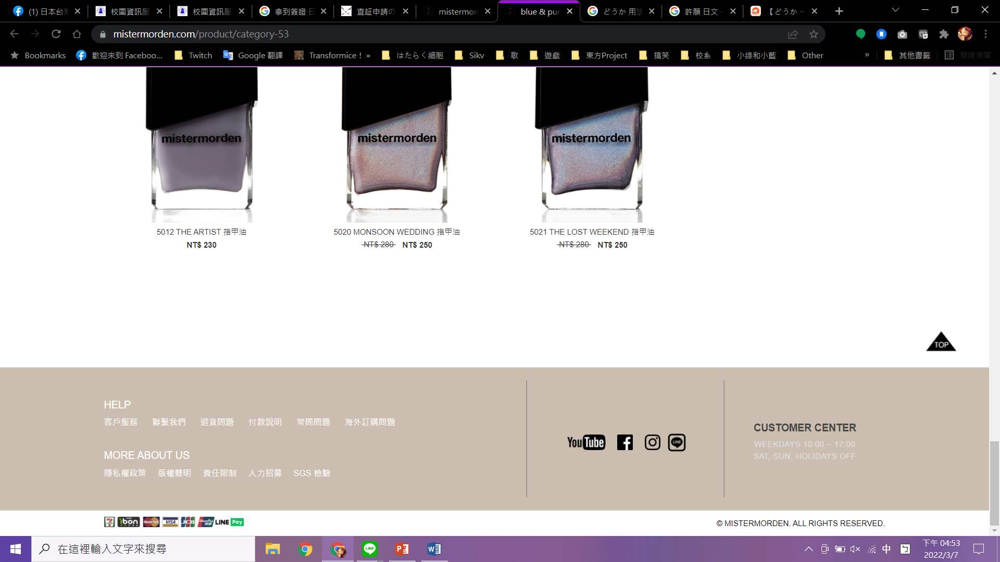 (1) 日本台灣
校園資訊服
校園資訊服
拿到簽證 日
查証申請の
mistermor
blue & pur
どうか 用法
許願 日文 -
【どうか ~
mistermorden.com/product/category-53
Bookmarks
歡迎來到 Faceboo...
Twitch
Google 翻譯
Transformice！»
はたらく細胞
Sikv
歌
遊戲
東方Project
搞笑
校系
小綠和小藍
Other
»
其他書籤
閱讀清單
mistermorden
mistermorden
mistermorden
5012 THE ARTIST 指甲油
NT$ 230
5020 MONSOON WEDDING 指甲油
NT$ 280 NT$ 250
5021 THE LOST WEEKEND 指甲油
NT$ 280 NT$ 250
TOP
HELP
客戶服務 聯繫我們 退貨問題 付款說明 常問問題 海外訂購問題
MORE ABOUT US
隱私權政策 版權聲明 責任限制 人力招募 SGS 檢驗
YouTube
LINE
CUSTOMER CENTER
WEEKDAYS 10:00 ~ 17:00
SAT, SUN, HOLIDAYS OFF
ibon MasterCard VISA JCB UnionPay LINE Pay
© MISTERMORDEN. ALL RIGHTS RESERVED.
在這裡輸入文字來搜尋
LINE
中
ㄅ
下午 04:53
2022/3/7